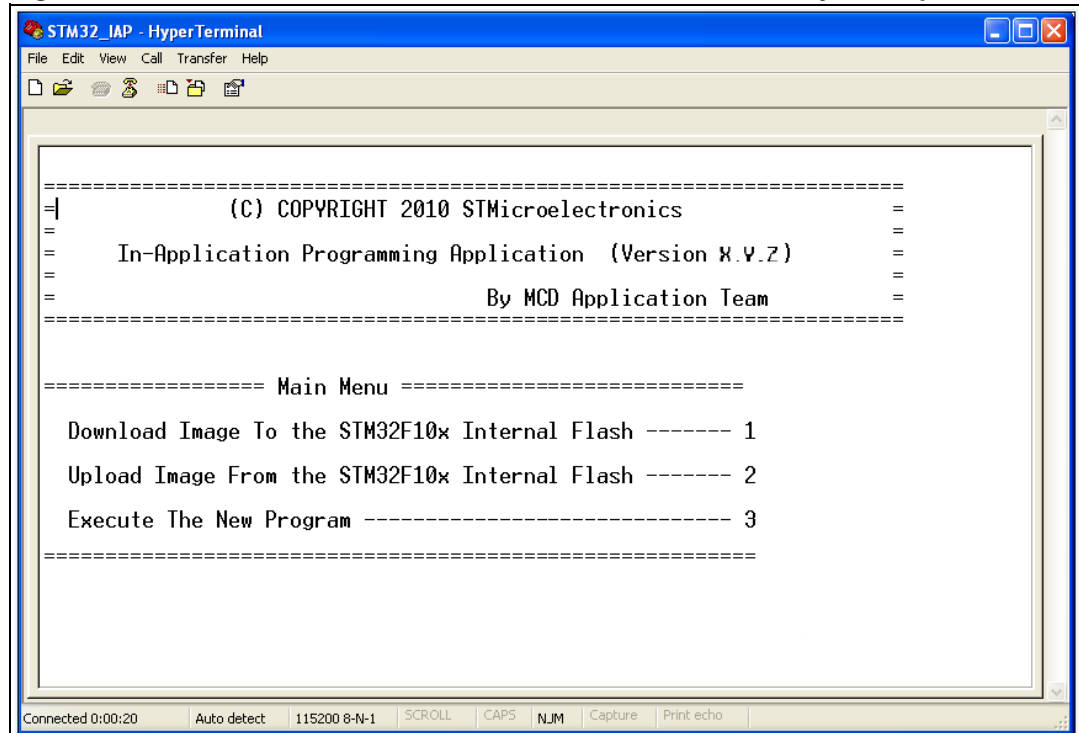 STM32_IAP - HyperTerminal
File Edit View Call Transfer Help
======================================================================
= (C) COPYRIGHT 2010 STMicroelectronics =
= =
= In-Application Programming Application (Version X.Y.Z) =
= =
= By MCD Application Team =
======================================================================
================== Main Menu ============================
Download Image To the STM32F10x Internal Flash ------- 1
Upload Image From the STM32F10x Internal Flash ------- 2
Execute The New Program ------------------------------ 3
==========================================================
Connected 0:00:20 Auto detect 115200 8-N-1 SCROLL CAPS NUM Capture Print echo